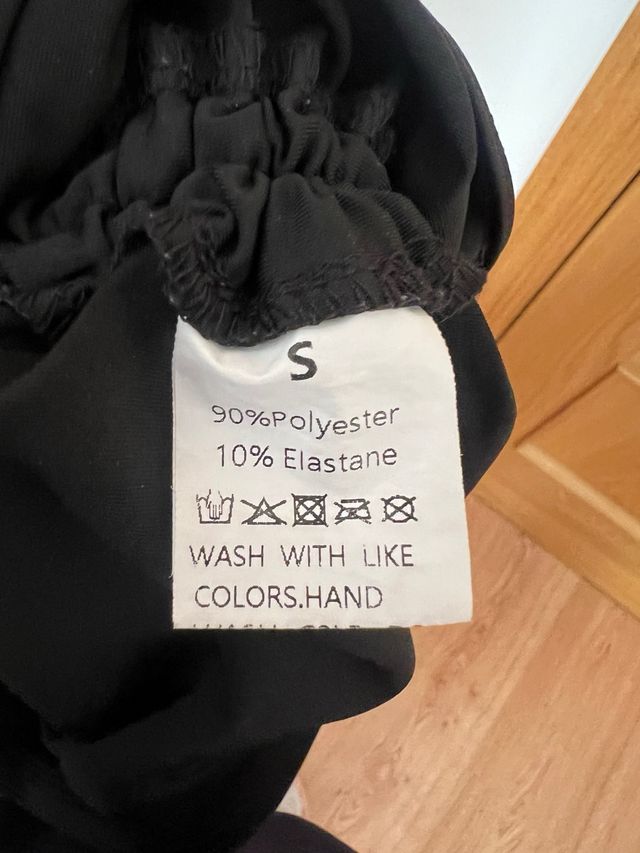 S
90%Polyester
10% Elastane
WASH WITH LIKE
COLORS.HAND